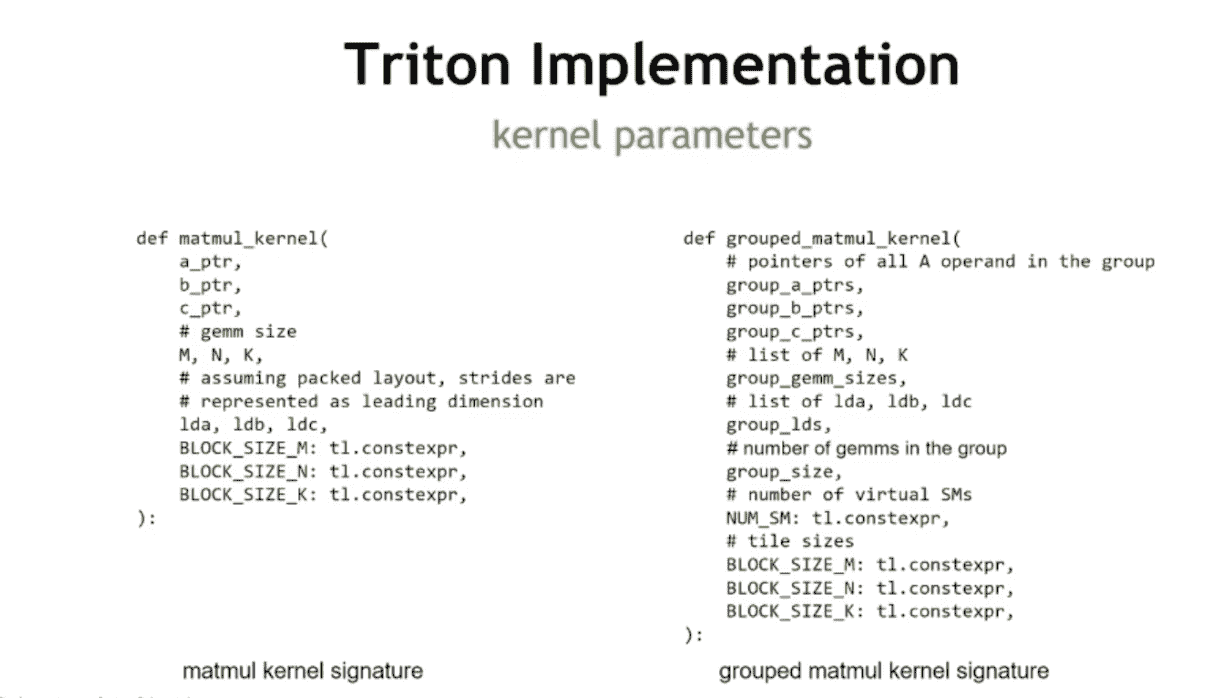 Triton Implementation
kernel parameters
def matmul_kernel(
a_ptr,
b_ptr,
c_ptr,
# gemm size
M, N, K,
# assuming packed layout, strides are
# represented as leading dimension
lda, ldb, ldc,
BLOCK_SIZE_M: tl.constexpr,
BLOCK_SIZE_N: tl.constexpr,
BLOCK_SIZE_K: tl.constexpr,
):
matmul kernel signature
def grouped_matmul_kernel(
# pointers of all A operand in the group
group_a_ptrs,
group_b_ptrs,
group_c_ptrs,
# list of M, N, K
group_gemm_sizes,
# list of lda, ldb, ldc
group_lds,
# number of gemms in the group
group_size,
# number of virtual SMs
NUM_SM: tl.constexpr,
# tile sizes
BLOCK_SIZE_M: tl.constexpr,
BLOCK_SIZE_N: tl.constexpr,
BLOCK_SIZE_K: tl.constexpr,
):
grouped matmul kernel signature